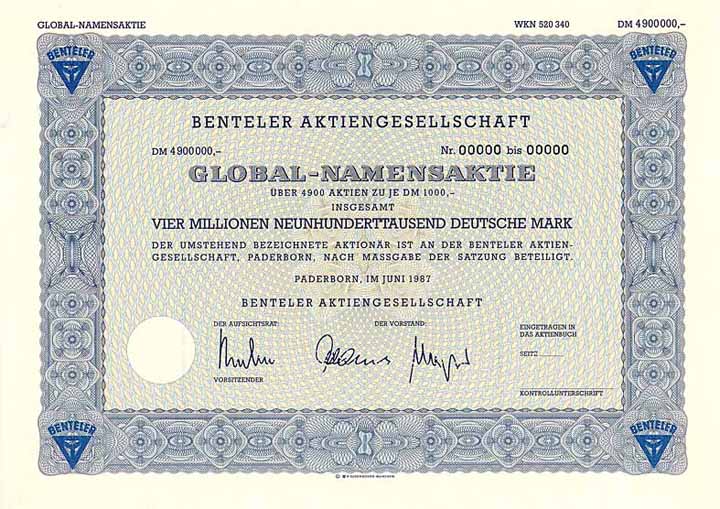 GLOBAL-NAMENSAKTIE WKN 520 340 DM 4900000,-
BENTELER BENTELER
BENTELER AKTIENGESELLSCHAFT
DM 4900000,- Nr. 00000 bis 00000
GLOBAL-NAMENSAKTIE
ÜBER 4900 AKTIEN ZU JE DM 1000,-
INSGESAMT
VIER MILLIONEN NEUNHUNDERTTAUSEND DEUTSCHE MARK
DER UMSTEHEND BEZEICHNETE AKTIONÄR IST AN DER BENTELER AKTIEN-
GESELLSCHAFT, PADERBORN, NACH MASSGABE DER SATZUNG BETEILIGT.
PADERBORN, IM JUNI 1987
BENTELER AKTIENGESELLSCHAFT
DER AUFSICHTSRAT: DER VORSTAND: EINGETRAGEN IN
DAS AKTIENBUCH
SEITE
VORSITZENDER
KONTROLLUNTERSCHRIFT
BENTELER BENTELER